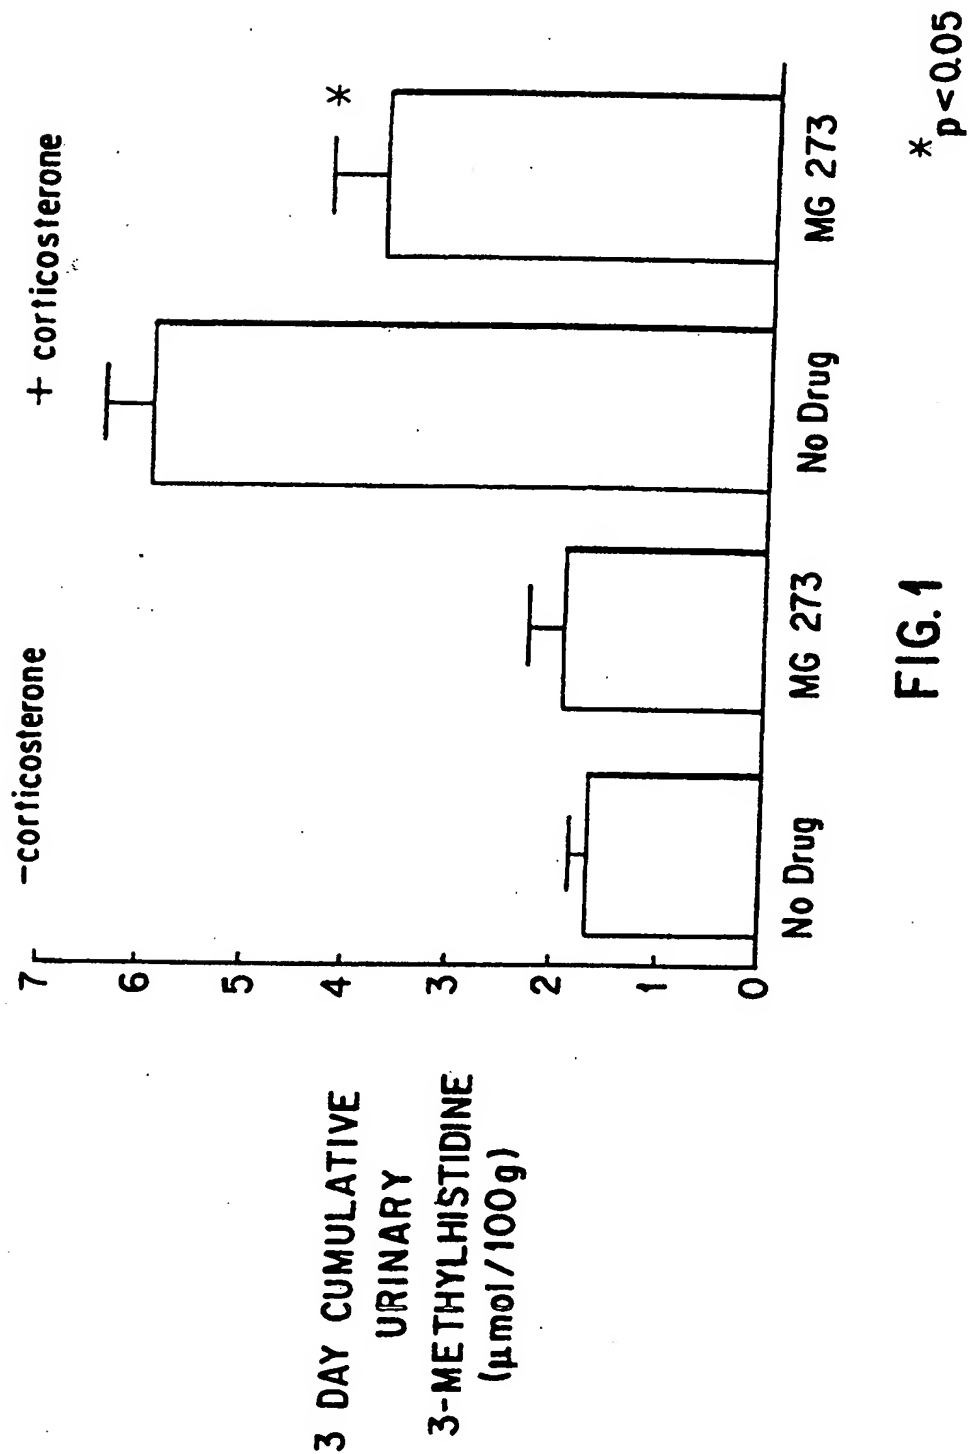 -corticosterone
+ corticosterone
3 DAY CUMULATIVE
URINARY
3-METHYLHISTIDINE
(μmol/100g)
7
6
5
4
3
2
1
0
*
No Drug
MG 273
No Drug
MG 273
* p<0.05
FIG. 1